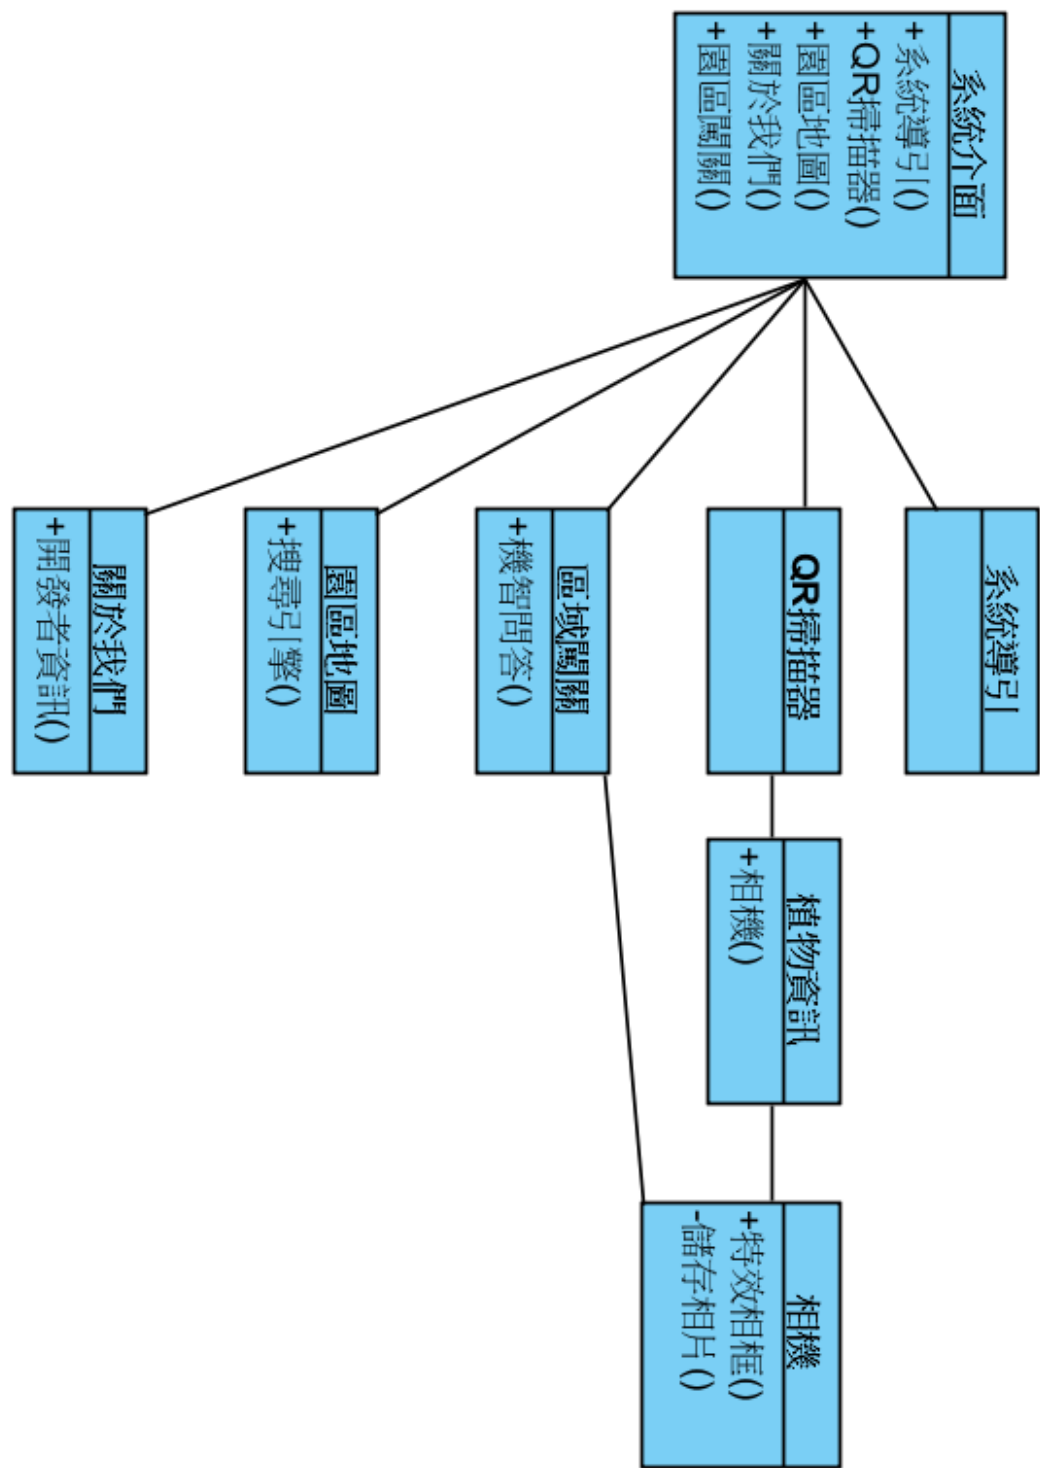 系統介面
+系統導引()
+QR掃描器()
+園區地圖()
+關於我們()
+園區闖關()
系統導引
QR掃描器
區域闖關
+機智問答()
園區地圖
+搜尋引擎()
關於我們
+開發者資訊()
植物資訊
+相機()
相機
+特效相框()
-儲存相片()